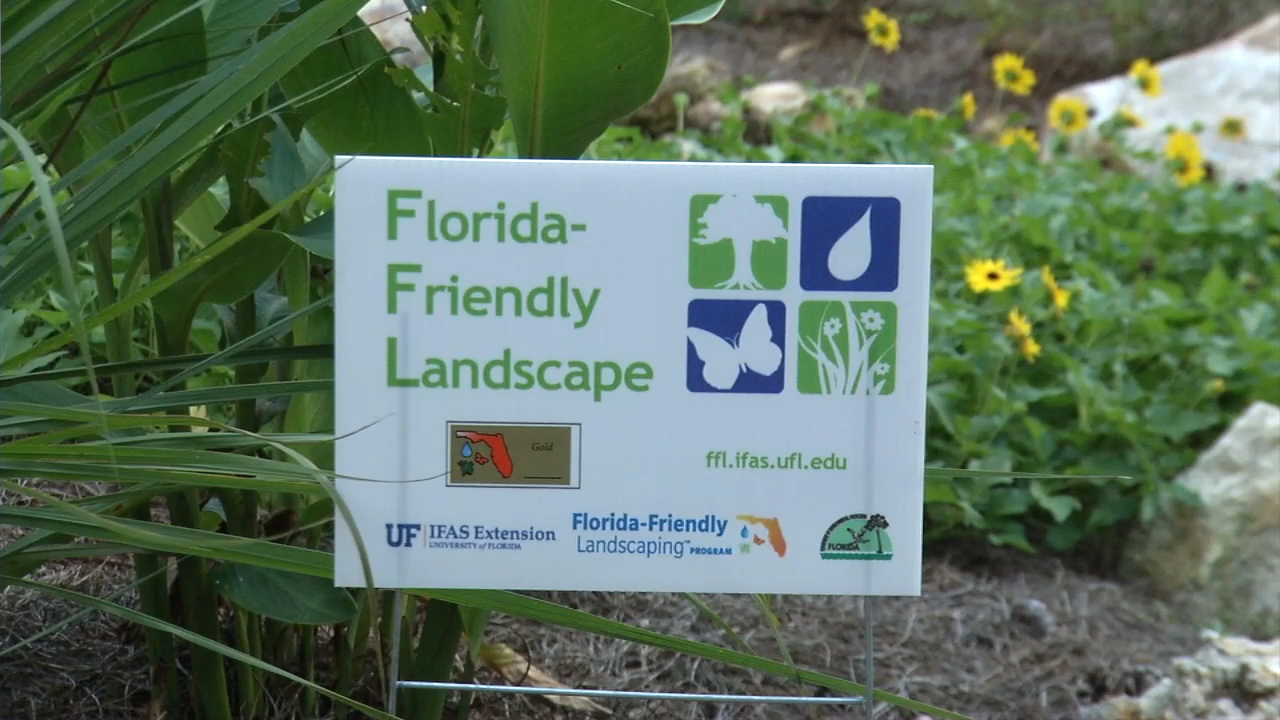 Florida-
Friendly
Landscape
Gold
ffl.ifas.ufl.edu
UF IFAS Extension
UNIVERSITY of FLORIDA
Florida-Friendly
Landscaping™ PROGRAM
FLORIDA